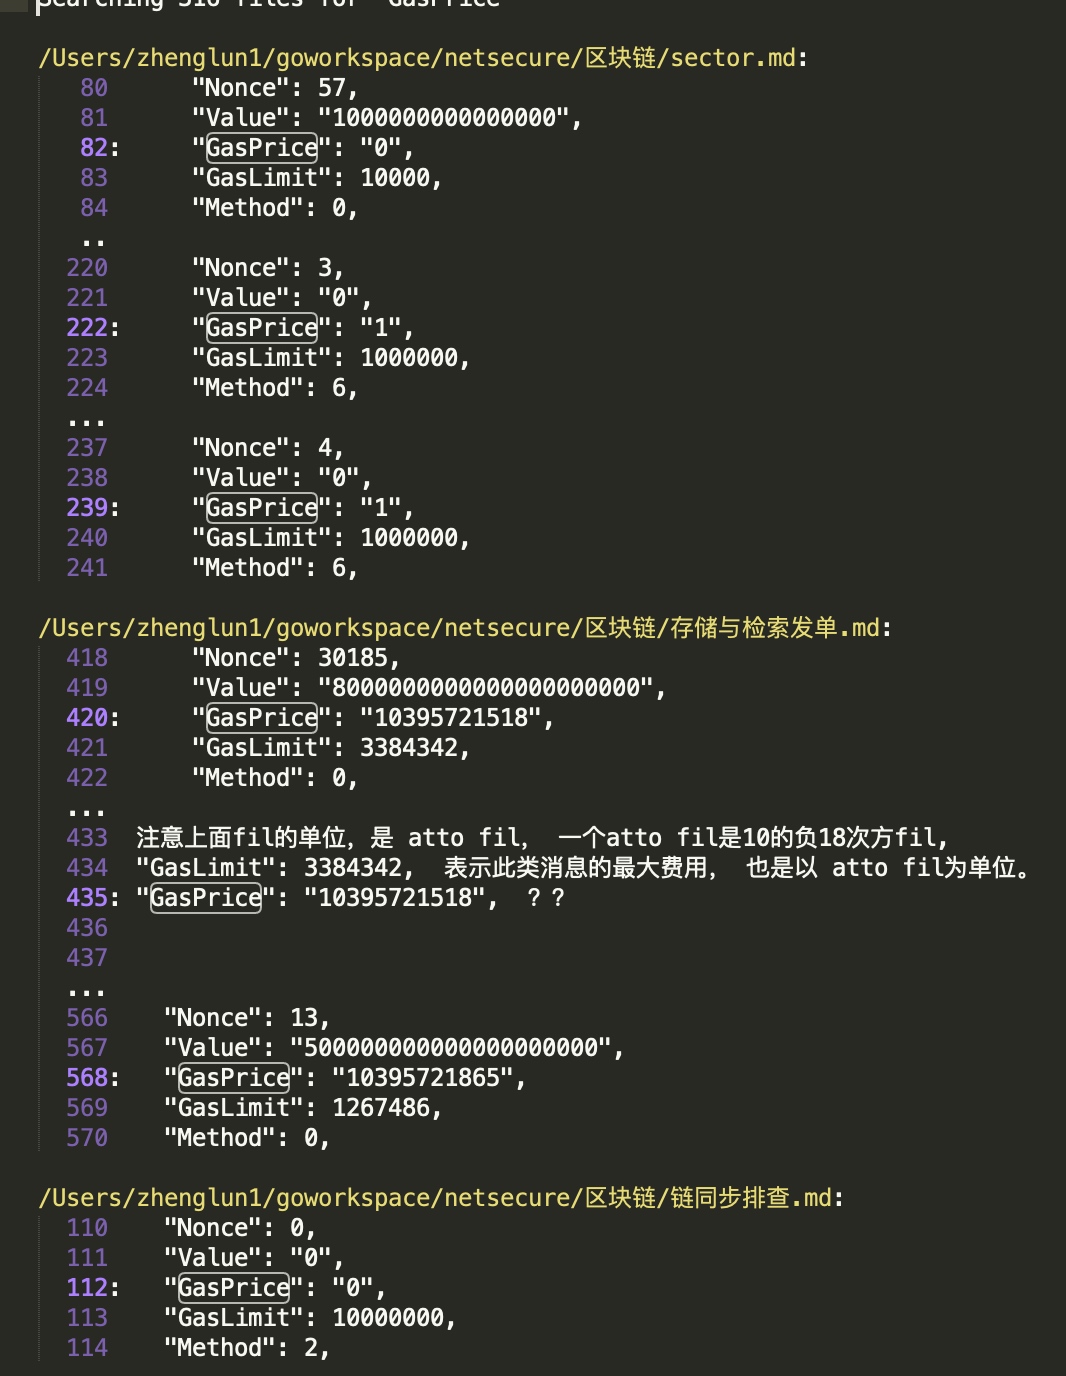 Searching 316 files for "GasPrice"
/Users/zhenglun1/goworkspace/netsecure/区块链/sector.md:
80 "Nonce": 57,
81 "Value": "1000000000000000",
82: "GasPrice": "0",
83 "GasLimit": 10000,
84 "Method": 0,
..
220 "Nonce": 3,
221 "Value": "0",
222: "GasPrice": "1",
223 "GasLimit": 1000000,
224 "Method": 6,
...
237 "Nonce": 4,
238 "Value": "0",
239: "GasPrice": "1",
240 "GasLimit": 1000000,
241 "Method": 6,
/Users/zhenglun1/goworkspace/netsecure/区块链/存储与检索发单.md:
418 "Nonce": 30185,
419 "Value": "8000000000000000000000",
420: "GasPrice": "10395721518",
421 "GasLimit": 3384342,
422 "Method": 0,
...
433 注意上面fil的单位，是 atto fil， 一个atto fil是10的负18次方fil,
434 "GasLimit": 3384342, 表示此类消息的最大费用， 也是以 atto fil为单位。
435: "GasPrice": "10395721518", ？？
436
437
...
566 "Nonce": 13,
567 "Value": "500000000000000000000",
568: "GasPrice": "10395721865",
569 "GasLimit": 1267486,
570 "Method": 0,
/Users/zhenglun1/goworkspace/netsecure/区块链/链同步排查.md:
110 "Nonce": 0,
111 "Value": "0",
112: "GasPrice": "0",
113 "GasLimit": 10000000,
114 "Method": 2,